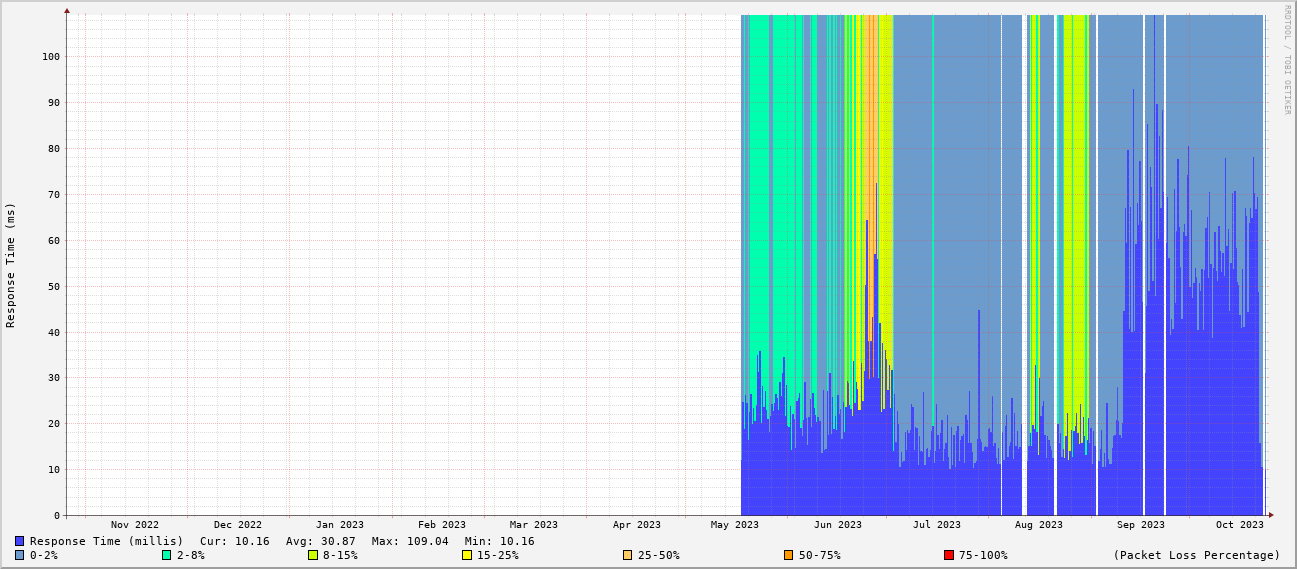 RRDTOOL / TOBI OETIKER
Response Time (ms)
100
90
80
70
60
50
40
30
20
10
0
Nov 2022 Dec 2022 Jan 2023 Feb 2023 Mar 2023 Apr 2023 May 2023 Jun 2023 Jul 2023 Aug 2023 Sep 2023 Oct 2023
Response Time (millis) Cur: 10.16 Avg: 30.87 Max: 109.04 Min: 10.16
0-2% 2-8% 8-15% 15-25% 25-50% 50-75% 75-100% (Packet Loss Percentage)